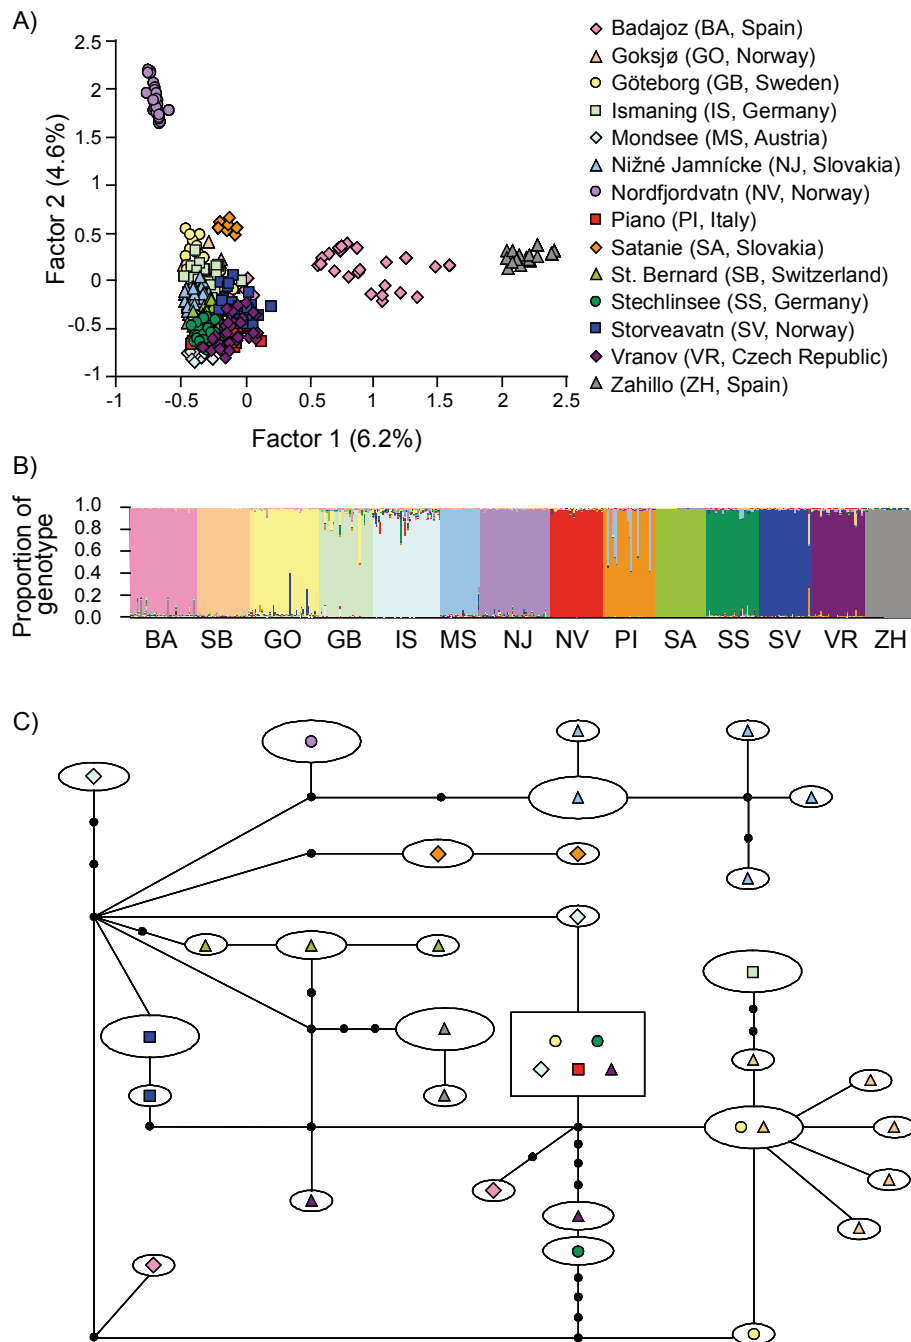 A)
2.5
2
1.5
1
0.5
0
-0.5
-1
Factor 2 (4.6%)
-1
-0.5
0
0.5
1
1.5
2
2.5
Factor 1 (6.2%)
Badajoz (BA, Spain)
Goksjø (GO, Norway)
Göteborg (GB, Sweden)
Ismaning (IS, Germany)
Mondsee (MS, Austria)
Nižné Jamnícke (NJ, Slovakia)
Nordfjordvatn (NV, Norway)
Piano (PI, Italy)
Satanie (SA, Slovakia)
St. Bernard (SB, Switzerland)
Stechlinsee (SS, Germany)
Storveavatn (SV, Norway)
Vranov (VR, Czech Republic)
Zahillo (ZH, Spain)
B)
Proportion of
genotype
1.0
0.8
0.6
0.4
0.2
0.0
BA SB GO GB IS MS NJ NV PI SA SS SV VR ZH
C)